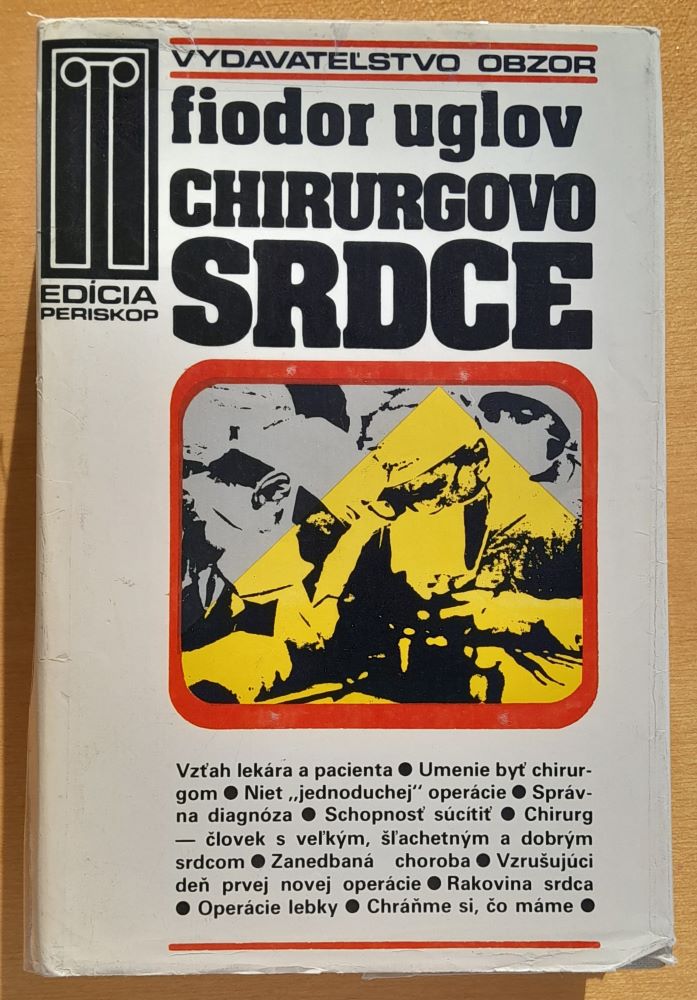 VYDAVATEĽSTVO OBZOR
fiodor uglov
CHIRURGOVO
SRDCE
EDÍCIA
PERISKOP
Vzťah lekára a pacienta ● Umenie byť chirur-
gom ● Niet „jednoduchej" operácie ● Správ-
na diagnóza ● Schopnosť súcítiť ● Chirurg
— človek s veľkým, šľachetným a dobrým
srdcom ● Zanedbaná choroba ● Vzrušujúci
deň prvej novej operácie ● Rakovina srdca
● Operácie lebky ● Chráňme si, čo máme ●